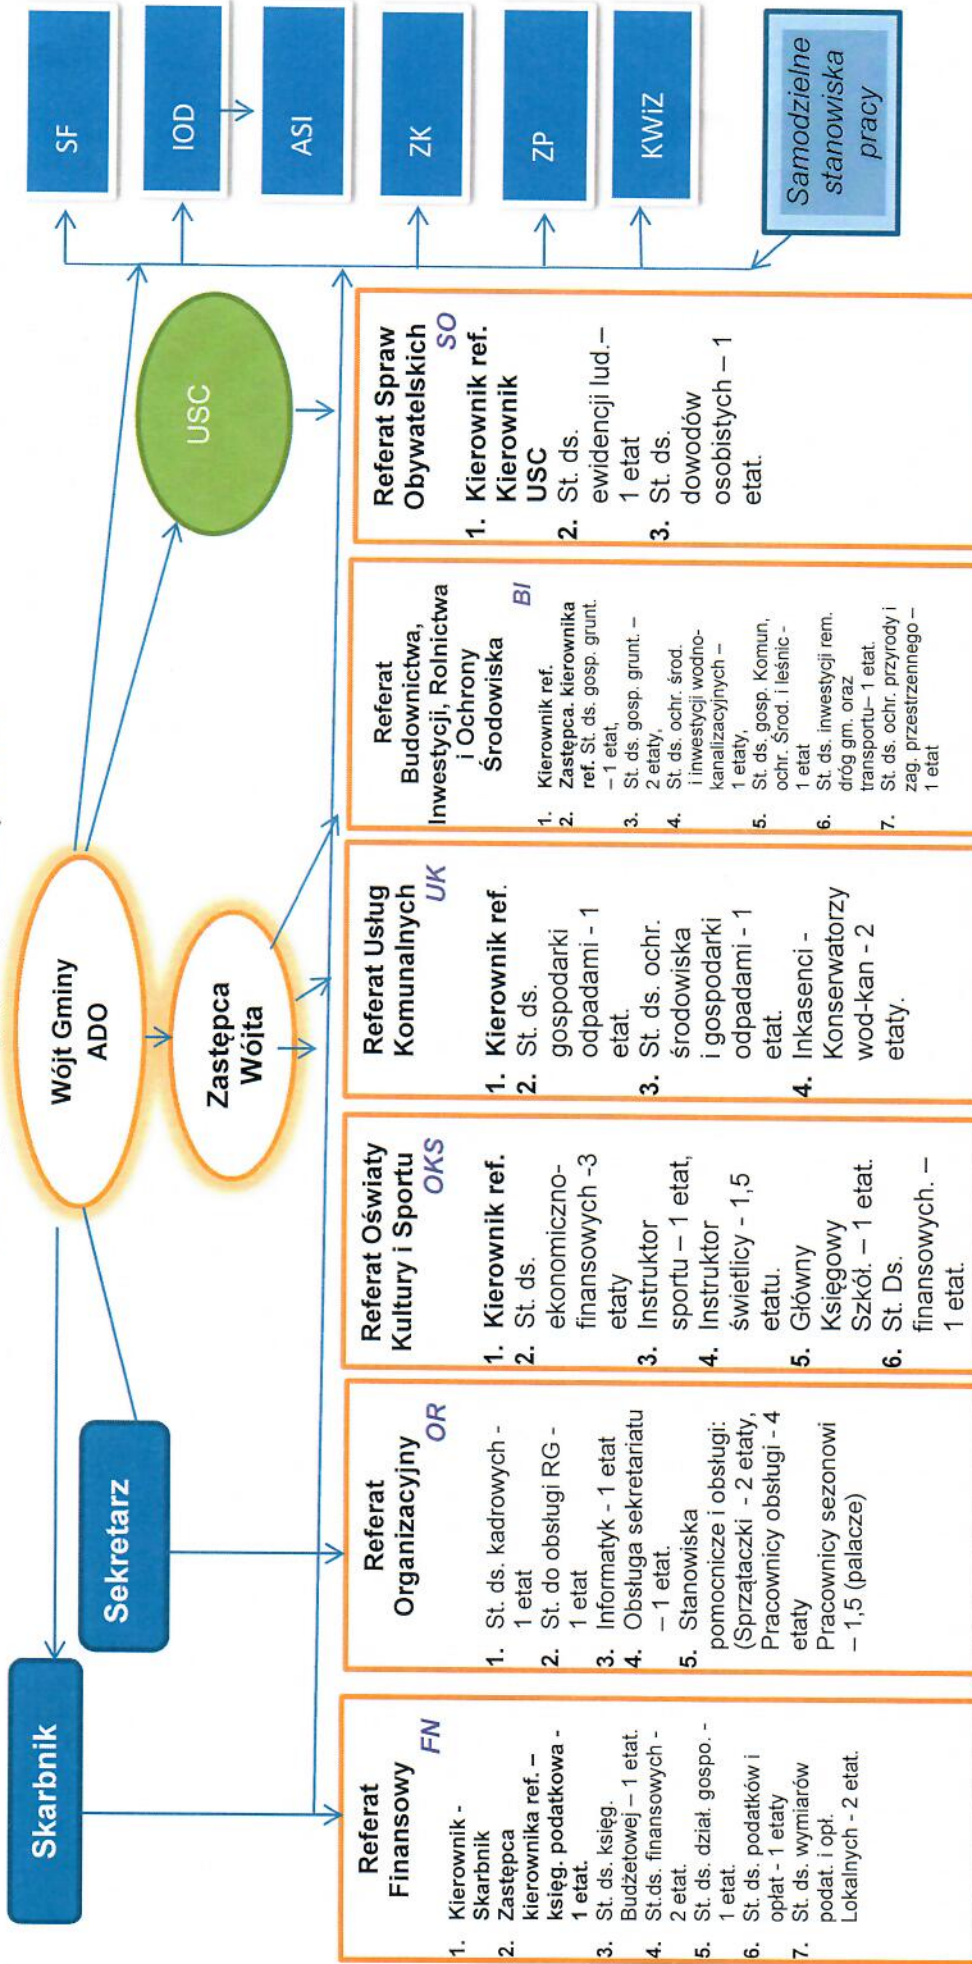 Skarbnik
Sekretarz
Wójt Gminy
ADO
Zastępca
Wójta
USC
SF
IOD
ASI
ZK
ZP
KWiZ
Samodzielne
stanowiska
pracy
Referat
Finansowy
FN
1. Kierownik -
Skarbnik
2. Zastępca
kierownika ref. –
księg. podatkowa -
1 etat.
3. St. ds. księg.
Budżetowej – 1 etat.
4. St.ds. finansowych -
2 etat.
5. St. ds. dział. gospo. -
1 etat.
6. St. ds. podatków i
opłat - 1 etaty
7. St. ds. wymiarów
podat. i opł.
Lokalnych - 2 etat.
Referat
Organizacyjny
OR
1. St. ds. kadrowych -
1 etat
2. St. do obsługi RG -
1 etat
3. Informatyk - 1 etat
4. Obsługa sekretariatu
– 1 etat.
5. Stanowiska
pomocnicze i obsługi:
(Sprzątaczki - 2 etaty,
Pracownicy obsługi - 4
etaty
Pracownicy sezonowi
– 1,5 (palacze)
Referat Oświaty
Kultury i Sportu
OKS
1. Kierownik ref.
2. St. ds.
ekonomiczno-
finansowych -3
etaty
3. Instruktor
sportu – 1 etat,
4. Instruktor
świetlicy - 1,5
etatu.
5. Główny
Księgowy
Szkół. – 1 etat.
6. St. Ds.
finansowych. –
1 etat.
Referat Usług
Komunalnych
UK
1. Kierownik ref.
2. St. ds.
gospodarki
odpadami - 1
etat.
3. St. ds. ochr.
środowiska
i gospodarki
odpadami - 1
etat.
4. Inkasenci -
Konserwatorzy
wod-kan - 2
etaty.
Referat
Budownictwa,
Inwestycji, Rolnictwa
i Ochrony
Środowiska
BI
1. Kierownik ref.
2. Zastępca. kierownika
ref. St. ds. gosp. grunt.
– 1 etat,
3. St. ds. gosp. grunt. –
2 etaty,
4. St. ds. ochr. środ.
i inwestycji wodno-
kanalizacyjnych –
1 etaty,
5. St. ds. gosp. Komun,
ochr. Środ. i leśnic -
1 etat
6. St. ds. inwestycji rem.
dróg gm. oraz
transportu– 1 etat.
7. St. ds. ochr. przyrody i
zag. przestrzennego –
1 etat
Referat Spraw
Obywatelskich
SO
1. Kierownik ref.
Kierownik
USC
2. St. ds.
ewidencji lud.–
1 etat
3. St. ds.
dowodów
osobistych – 1
etat.